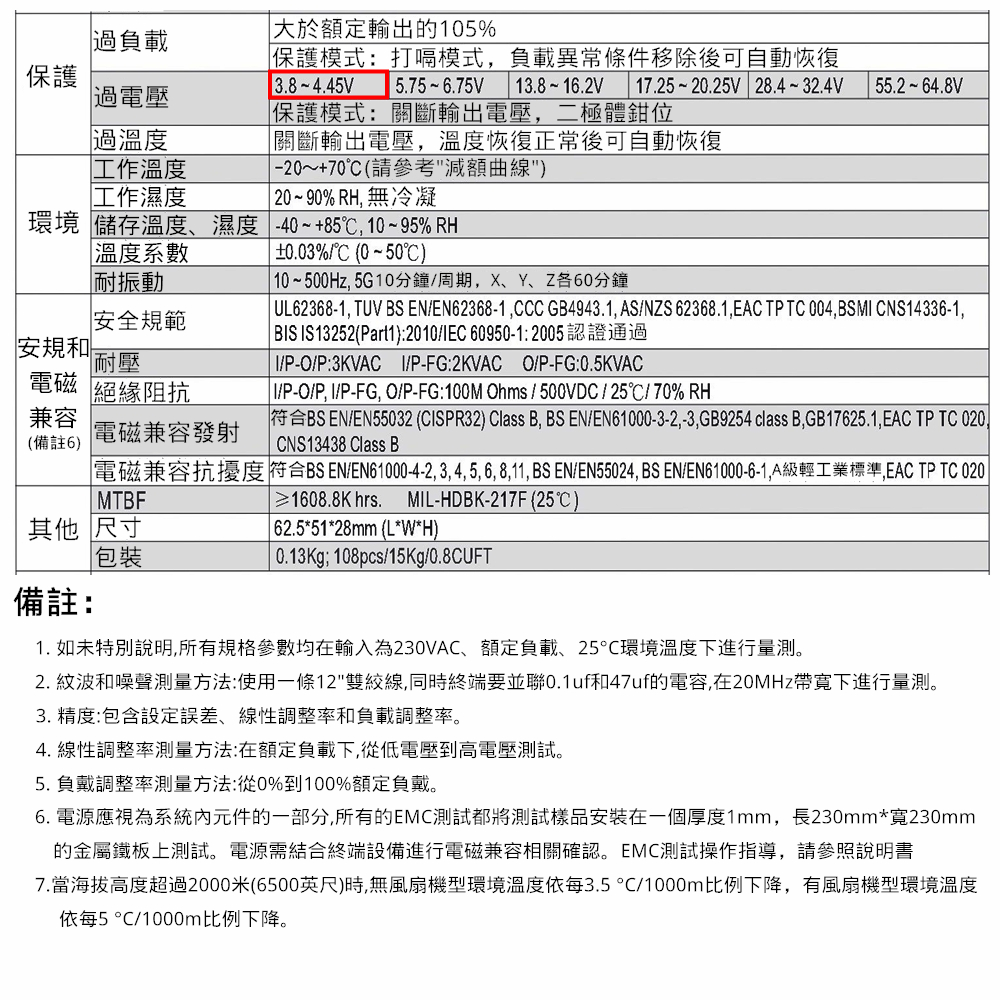 保護
過負載
大於額定輸出的105%
保護模式：打嗝模式，負載異常條件移除後可自動恢復
過電壓
3.8 ~ 4.45V 5.75 ~ 6.75V 13.8 ~ 16.2V 17.25 ~ 20.25V 28.4 ~ 32.4V 55.2 ~ 64.8V
保護模式：關斷輸出電壓，二極體鉗位
過溫度 關斷輸出電壓，溫度恢復正常後可自動恢復
環境
工作溫度 -20～+70℃(請參考"減額曲線")
工作濕度 20 ~ 90% RH, 無冷凝
儲存溫度、濕度 -40 ~ +85℃, 10 ~ 95% RH
溫度系數 ±0.03%/℃ (0 ~ 50℃)
耐振動 10 ~ 500Hz, 5G 10分鐘/周期，X、Y、Z各60分鐘
安規和
電磁
兼容
(備註6)
安全規範
UL62368-1, TUV BS EN/EN62368-1 ,CCC GB4943.1, AS/NZS 62368.1,EAC TP TC 004,BSMI CNS14336-1,
BIS IS13252(Part1):2010/IEC 60950-1: 2005 認證通過
耐壓 I/P-O/P:3KVAC I/P-FG:2KVAC O/P-FG:0.5KVAC
絕緣阻抗 I/P-O/P, I/P-FG, O/P-FG:100M Ohms / 500VDC / 25℃/ 70% RH
電磁兼容發射
符合BS EN/EN55032 (CISPR32) Class B, BS EN/EN61000-3-2,-3,GB9254 class B,GB17625.1,EAC TP TC 020,
CNS13438 Class B
電磁兼容抗擾度 符合BS EN/EN61000-4-2, 3, 4, 5, 6, 8,11, BS EN/EN55024, BS EN/EN61000-6-1,A級輕工業標準,EAC TP TC 020
其他
MTBF ≥1608.8K hrs. MIL-HDBK-217F (25℃)
尺寸 62.5*51*28mm (L*W*H)
包裝 0.13Kg; 108pcs/15Kg/0.8CUFT
備註：
1. 如未特別說明,所有規格參數均在輸入為230VAC、額定負載、25°C環境溫度下進行量測。
2. 紋波和噪聲測量方法:使用一條12"雙絞線,同時終端要並聯0.1uf和47uf的電容,在20MHz帶寬下進行量測。
3. 精度:包含設定誤差、線性調整率和負載調整率。
4. 線性調整率測量方法:在額定負載下,從低電壓到高電壓測試。
5. 負戴調整率測量方法:從0%到100%額定負戴。
6. 電源應視為系統內元件的一部分,所有的EMC測試都將測試樣品安裝在一個厚度1mm，長230mm*寬230mm
的金屬鐵板上測試。電源需結合終端設備進行電磁兼容相關確認。EMC測試操作指導，請參照說明書
7.當海拔高度超過2000米(6500英尺)時,無風扇機型環境溫度依每3.5 °C/1000m比例下降，有風扇機型環境溫度
依每5 °C/1000m比例下降。